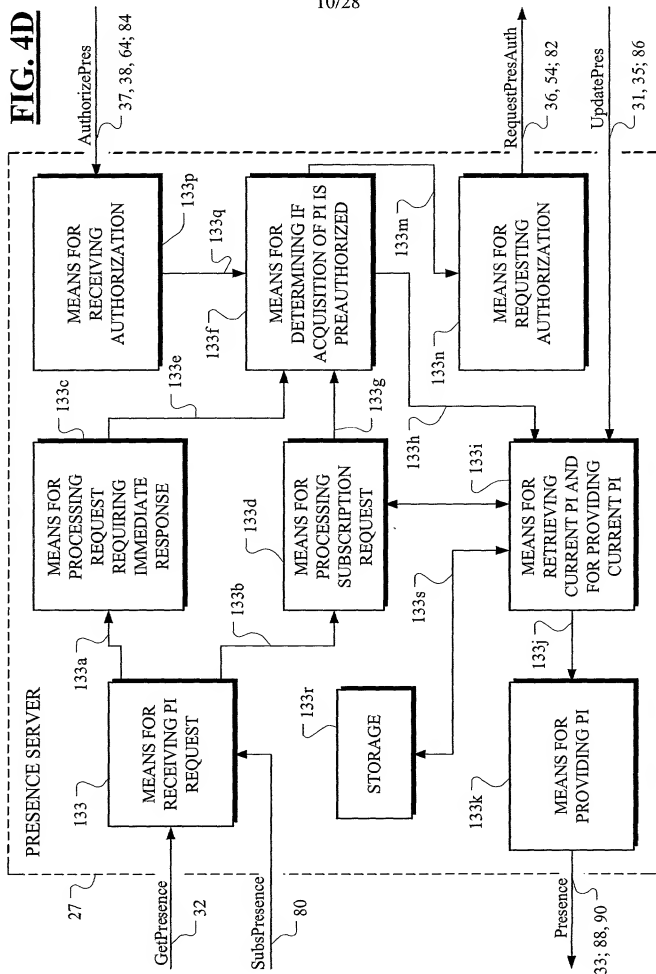 10/28
FIG. 4D
PRESENCE SERVER
27
GetPresence
32
SubsPresence
80
133
MEANS FOR
RECEIVING PI
REQUEST
133a
133b
133c
MEANS FOR
PROCESSING
REQUEST
REQUIRING
IMMEDIATE
RESPONSE
133d
MEANS FOR
PROCESSING
SUBSCRIPTION
REQUEST
133e
133g
AuthorizePres
37, 38, 64; 84
MEANS FOR
RECEIVING
AUTHORIZATION
133p
133q
133f
MEANS FOR
DETERMINING IF
ACQUISITION OF PI IS
PREAUTHORIZED
133m
133h
MEANS FOR
REQUESTING
AUTHORIZATION
133n
RequestPresAuth
36, 54; 82
UpdatePres
31, 35; 86
133r
STORAGE
133s
133i
MEANS FOR
RETRIEVING
CURRENT PI AND
FOR PROVIDING
CURRENT PI
133j
133k
MEANS FOR
PROVIDING PI
Presence
33; 88, 90